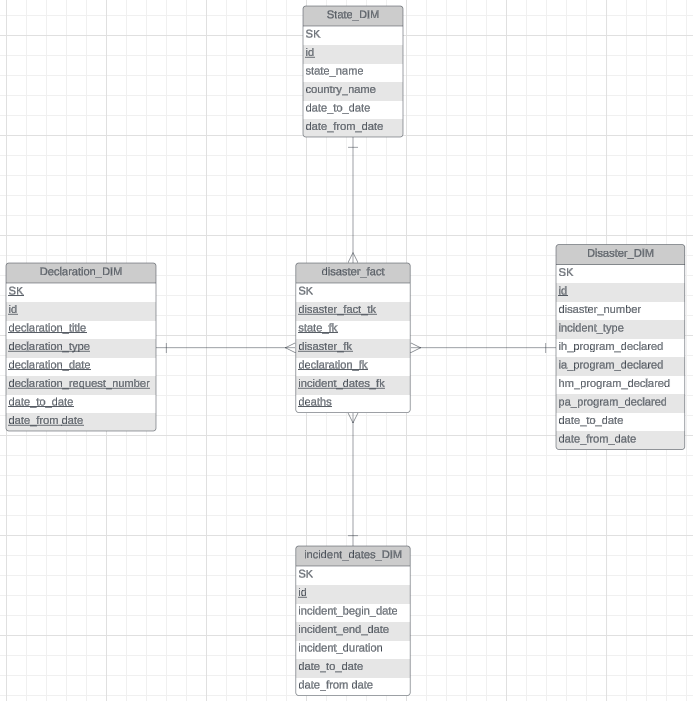 State_DIM
SK
id
state_name
country_name
date_to_date
date_from_date
Declaration_DIM
SK
id
declaration_title
declaration_type
declaration_date
declaration_request_number
date_to_date
date_from date
disaster_fact
SK
disaster_fact_tk
state_fk
disaster_fk
declaration_fk
incident_dates_fk
deaths
Disaster_DIM
SK
id
disaster_number
incident_type
ih_program_declared
ia_program_declared
hm_program_declared
pa_program_declared
date_to_date
date_from_date
incident_dates_DIM
SK
id
incident_begin_date
incident_end_date
incident_duration
date_to_date
date_from date